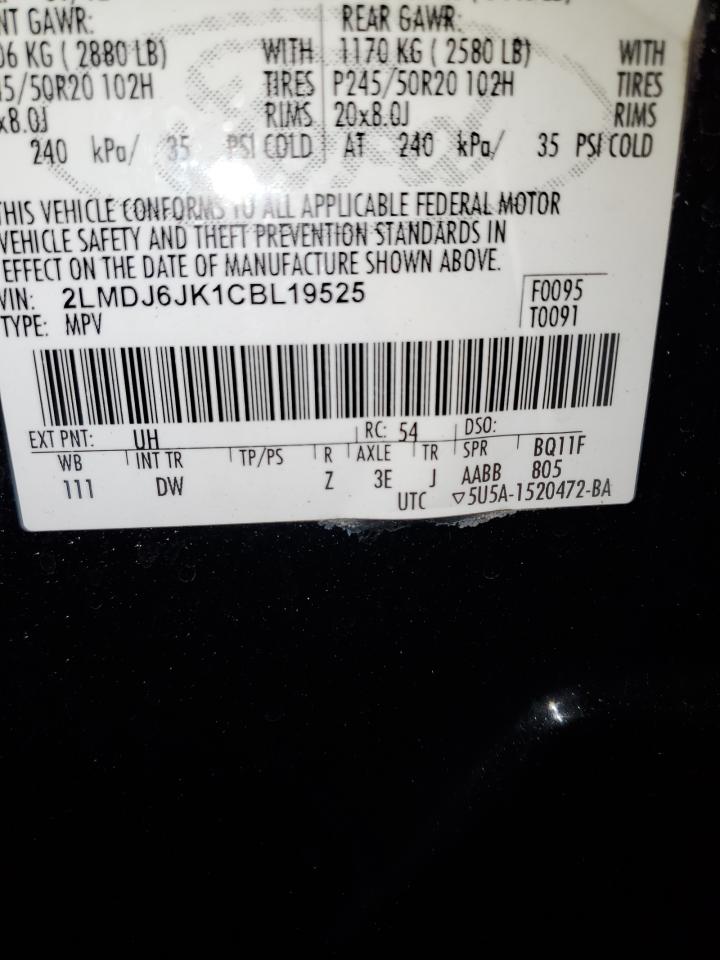 NT GAWR: REAR GAWR:
06 KG ( 2880 LB) WITH 1170 KG ( 2580 LB) WITH
45/50R20 102H TIRES P245/50R20 102H TIRES
x8.0J RIMS 20x8.0J RIMS
240 kPa/ 35 PSI COLD AT 240 kPa/ 35 PSI COLD
THIS VEHICLE CONFORMS TO ALL APPLICABLE FEDERAL MOTOR
VEHICLE SAFETY AND THEFT PREVENTION STANDARDS IN
EFFECT ON THE DATE OF MANUFACTURE SHOWN ABOVE.
VIN: 2LMDJ6JK1CBL19525 F0095
TYPE: MPV T0091
EXT PNT: UH RC: 54 DSO:
WB INT TR TP/PS R AXLE TR SPR BQ11F
111 DW Z 3E J AABB 805
UTC ▽5U5A-1520472-BA